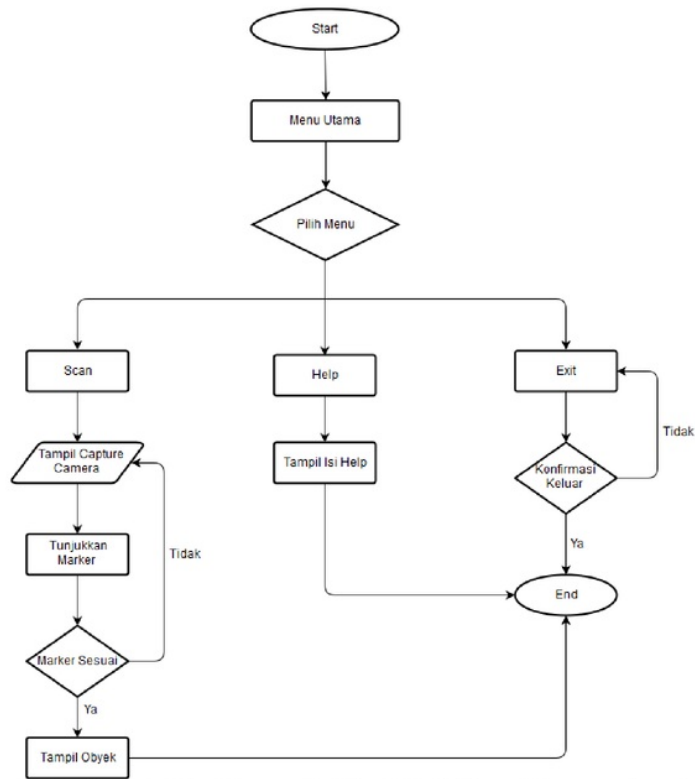 Start
Menu Utama
Pilih Menu
Scan
Help
Exit
Tidak
Tampil Capture
Camera
Tampil Isi Help
Konfirmasi
Keluar
Tunjukkan
Marker
Tidak
Ya
End
Marker Sesuai
Ya
Tampil Obyek